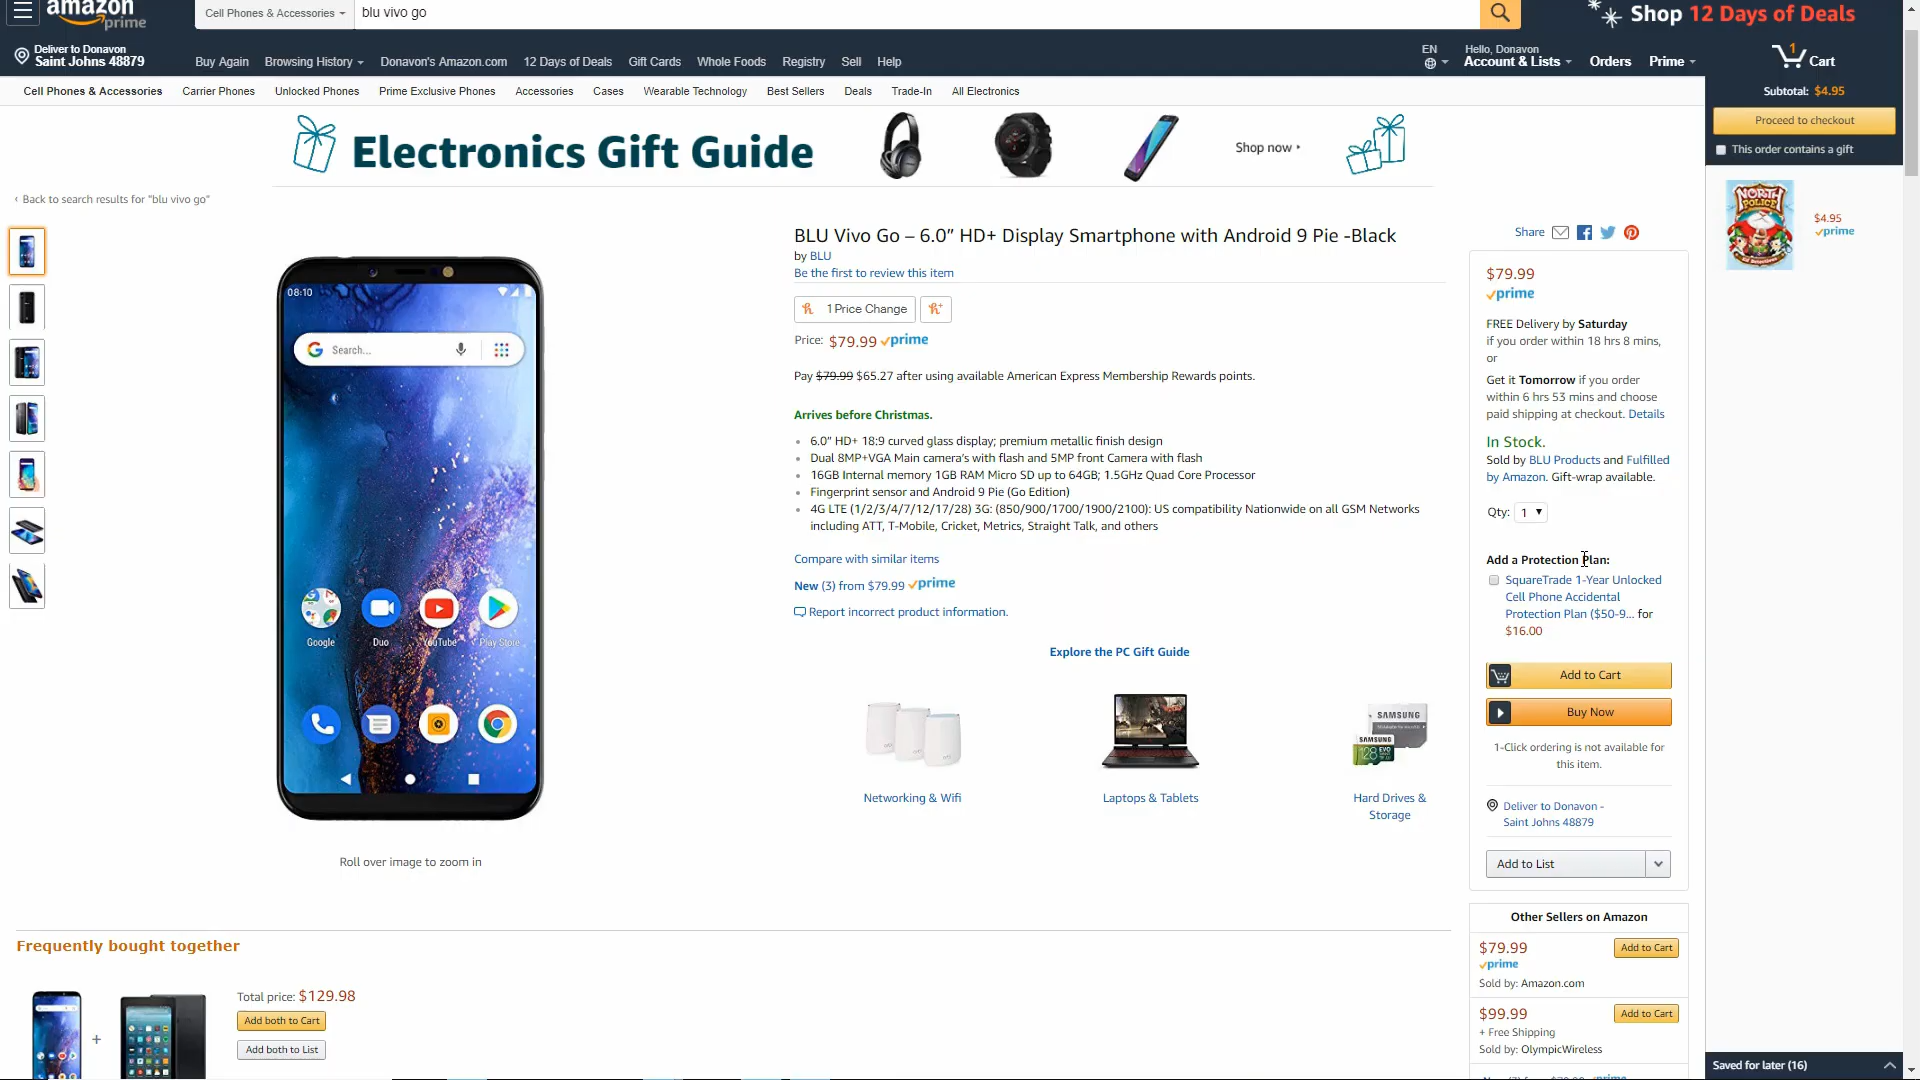 amazon
prime
Cell Phones & Accessories
blu vivo go
Shop 12 Days of Deals
Deliver to Donavon
Saint Johns 48879
Buy Again
Browsing History
Donavon's Amazon.com
12 Days of Deals
Gift Cards
Whole Foods
Registry
Sell
Help
EN
Hello, Donavon
Account & Lists
Orders
Prime
1
Cart
Cell Phones & Accessories
Carrier Phones
Unlocked Phones
Prime Exclusive Phones
Accessories
Cases
Wearable Technology
Best Sellers
Deals
Trade-In
All Electronics
Subtotal: $4.95
Proceed to checkout
This order contains a gift
Electronics Gift Guide
Shop now ›
‹ Back to search results for "blu vivo go"
NORTH
POLICE
$4.95
prime
BLU Vivo Go – 6.0” HD+ Display Smartphone with Android 9 Pie -Black
by BLU
Be the first to review this item
1 Price Change
Price: $79.99 prime
Pay $79.99 $65.27 after using available American Express Membership Rewards points.
Arrives before Christmas.
6.0” HD+ 18:9 curved glass display; premium metallic finish design
Dual 8MP+VGA Main camera's with flash and 5MP front Camera with flash
16GB Internal memory 1GB RAM Micro SD up to 64GB; 1.5GHz Quad Core Processor
Fingerprint sensor and Android 9 Pie (Go Edition)
4G LTE (1/2/3/4/7/12/17/28) 3G: (850/900/1700/1900/2100): US compatibility Nationwide on all GSM Networks
including ATT, T-Mobile, Cricket, Metrics, Straight Talk, and others
Compare with similar items
New (3) from $79.99 prime
Report incorrect product information.
Explore the PC Gift Guide
SAMSUNG
SAMSUNG
128 EVO
Networking & Wifi
Laptops & Tablets
Hard Drives &
Storage
08:10
Search...
Google
Duo
YouTube
Play Store
Roll over image to zoom in
Share
$79.99
prime
FREE Delivery by Saturday
if you order within 18 hrs 8 mins,
or
Get it Tomorrow if you order
within 6 hrs 53 mins and choose
paid shipping at checkout. Details
In Stock.
Sold by BLU Products and Fulfilled
by Amazon. Gift-wrap available.
Qty: 1
Add a Protection Plan:
SquareTrade 1-Year Unlocked
Cell Phone Accidental
Protection Plan ($50-9... for
$16.00
Add to Cart
Buy Now
1-Click ordering is not available for
this item.
Deliver to Donavon -
Saint Johns 48879
Add to List
Other Sellers on Amazon
$79.99
Add to Cart
prime
Sold by: Amazon.com
$99.99
Add to Cart
+ Free Shipping
Sold by: OlympicWireless
Frequently bought together
+
Total price: $129.98
Add both to Cart
Add both to List
Saved for later (16)